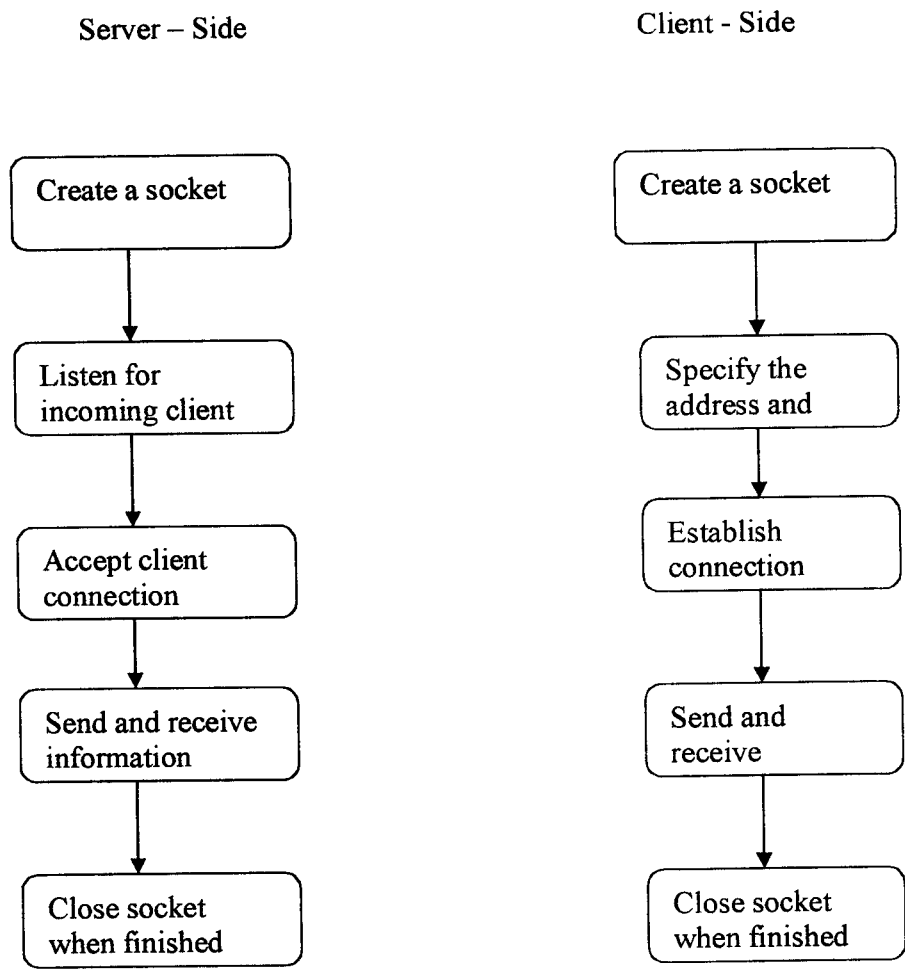 Server – Side
Client - Side
Create a socket
Listen for
incoming client
Accept client
connection
Send and receive
information
Close socket
when finished
Create a socket
Specify the
address and
Establish
connection
Send and
receive
Close socket
when finished